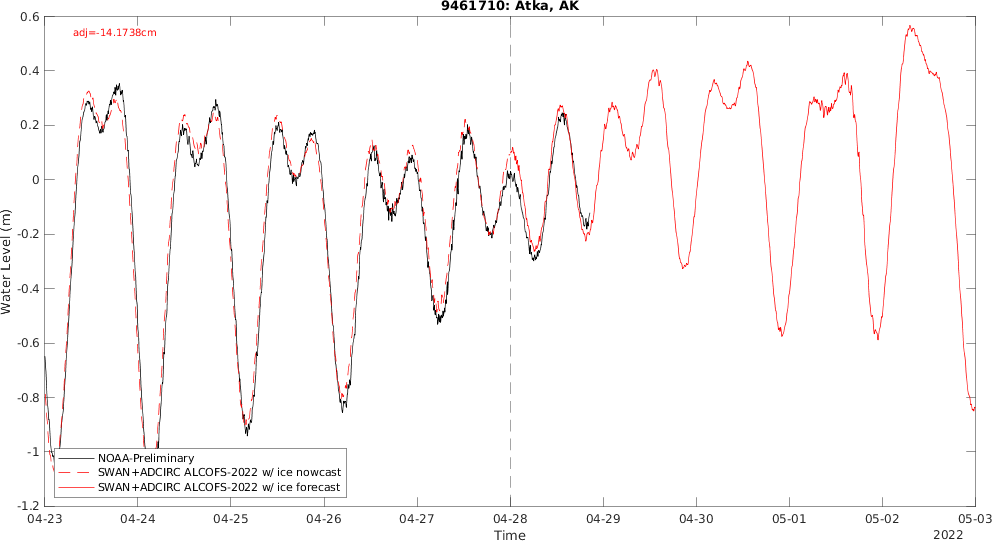 9461710: Atka, AK
adj=-14.1738cm
0.6
0.4
0.2
0
-0.2
-0.4
-0.6
-0.8
-1
-1.2
Water Level (m)
NOAA-Preliminary
SWAN+ADCIRC ALCOFS-2022 w/ ice nowcast
SWAN+ADCIRC ALCOFS-2022 w/ ice forecast
04-23 04-24 04-25 04-26 04-27 04-28 04-29 04-30 05-01 05-02 05-03
Time
2022